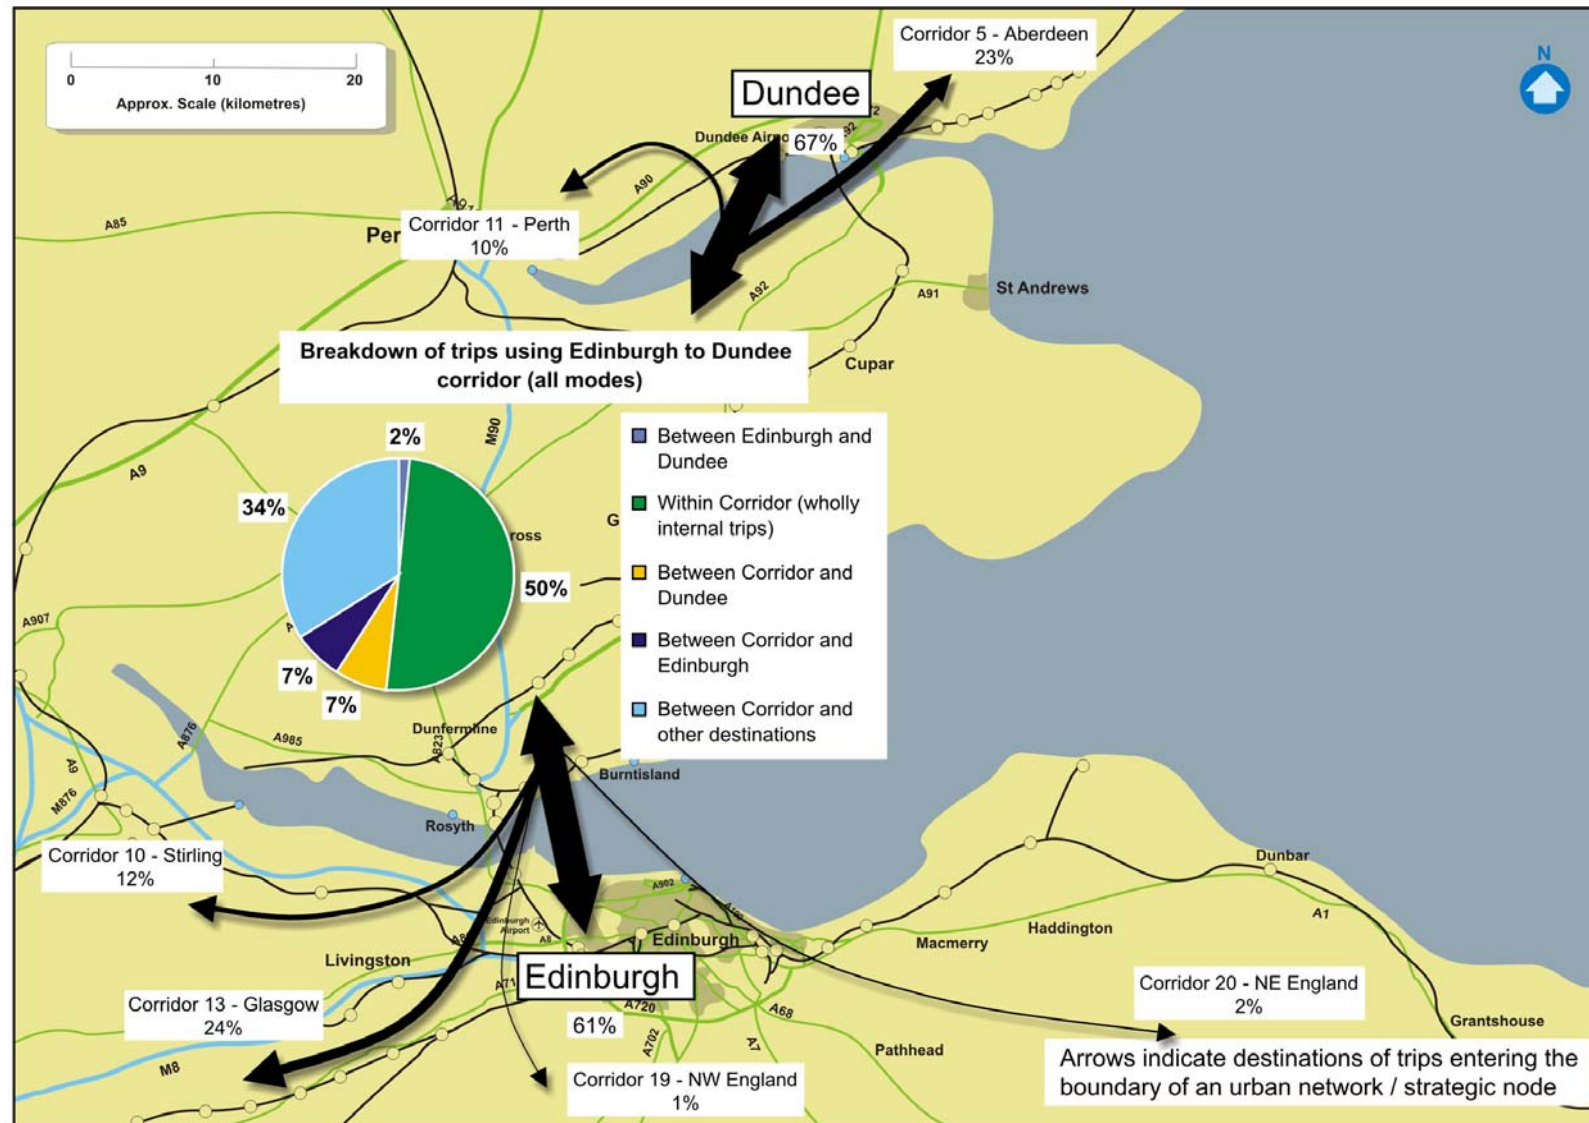 Corridor 5 - Aberdeen
23%
N
0
10
20
Approx. Scale (kilometres)
Dundee
A92
67%
A90
A85
Corridor 11 - Perth
10%
A92
A91
St Andrews
Breakdown of trips using Edinburgh to Dundee
corridor (all modes)
Cupar
M90
A9
2%
34%
50%
7%
7%
Between Edinburgh and
Dundee
Within Corridor (wholly
internal trips)
Between Corridor and
Dundee
Between Corridor and
Edinburgh
Between Corridor and
other destinations
A907
A985
A876
A9
M876
Dunfermline
A823
Burntisland
Rosyth
Corridor 10 - Stirling
12%
A902
Edinburgh
Airport
A8
Livingston
Edinburgh
Edinburgh
61%
A71
A720
A702
A68
A7
Dunbar
A1
Haddington
Macmerry
Pathhead
Grantshouse
Corridor 13 - Glasgow
24%
M8
Corridor 19 - NW England
1%
Corridor 20 - NE England
2%
Arrows indicate destinations of trips entering the
boundary of an urban network / strategic node